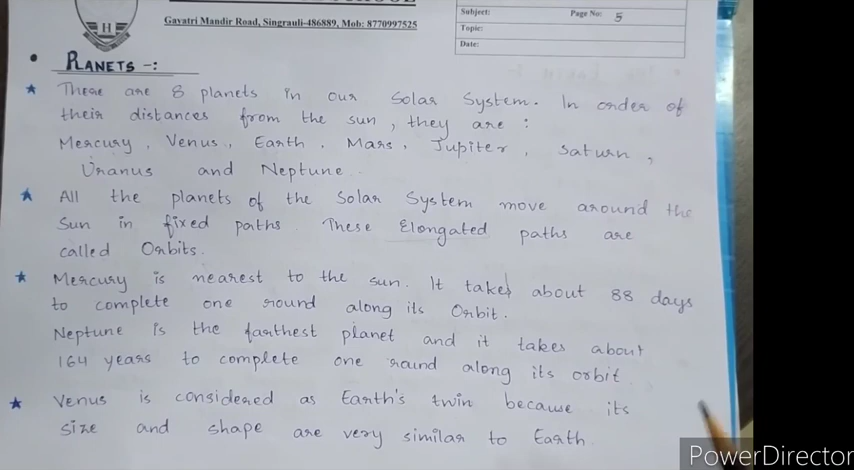 H
Gayatri Mandir Road, Singrauli-486889, Mob: 8770997525
Subject: Page No: 5
Topic:
Date:
• PLANETS -:
★ There are 8 planets in our Solar System. In order of
their distances from the sun, they are :
Mercury, Venus, Earth, Mars, Jupiter, Saturn,
Uranus and Neptune.
★ All the planets of the Solar System move around the
Sun in fixed paths. These Elongated paths are
called Orbits.
★ Mercury is nearest to the sun. It takes about 88 days
to complete one round along its Orbit.
Neptune is the farthest planet and it takes about
164 years to complete one round along its orbit
★ Venus is considered as Earth's twin because its
size and shape are very similar to Earth.
PowerDirector